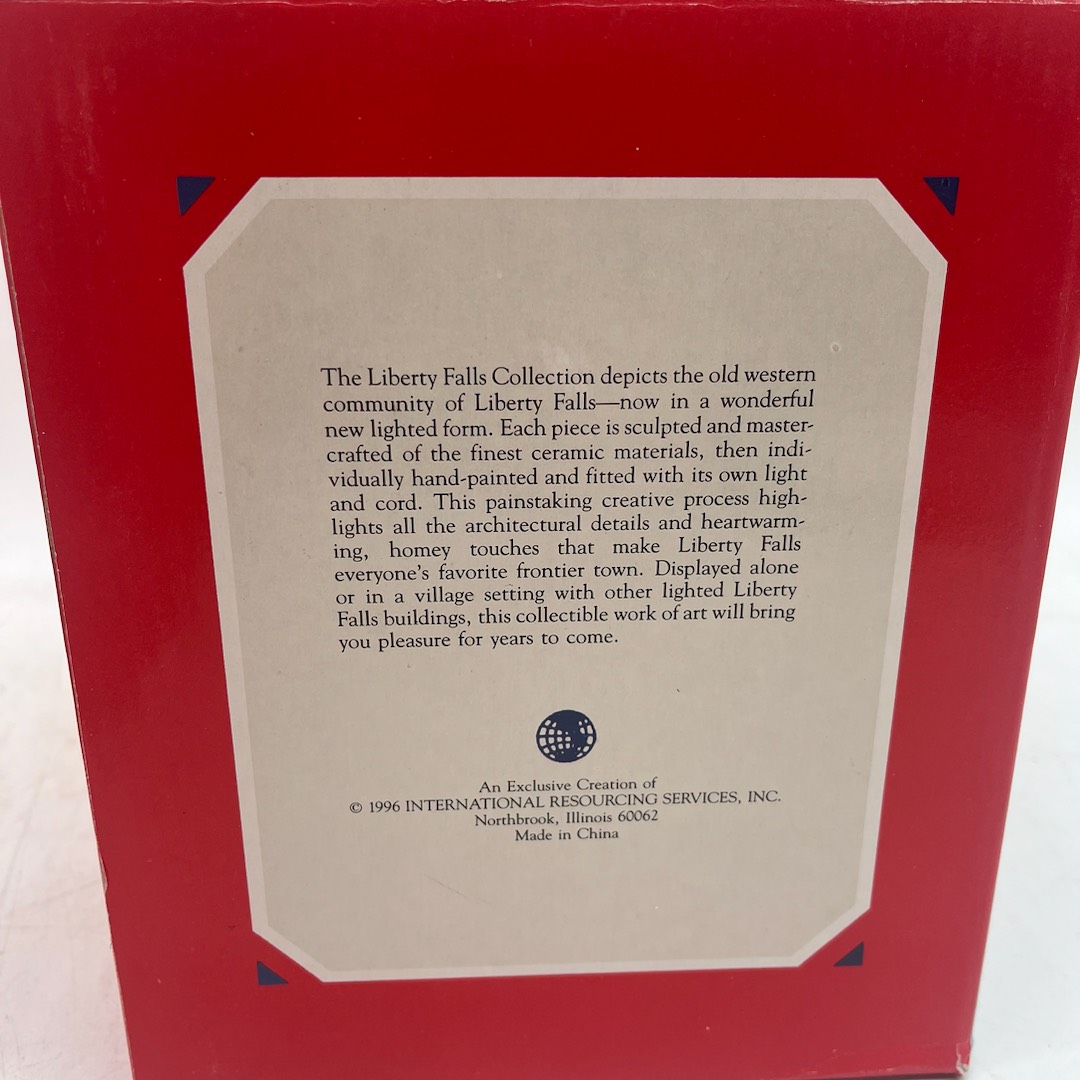 The Liberty Falls Collection depicts the old western
community of Liberty Falls—now in a wonderful
new lighted form. Each piece is sculpted and master-
crafted of the finest ceramic materials, then indi-
vidually hand-painted and fitted with its own light
and cord. This painstaking creative process high-
lights all the architectural details and heartwarm-
ing, homey touches that make Liberty Falls
everyone's favorite frontier town. Displayed alone
or in a village setting with other lighted Liberty
Falls buildings, this collectible work of art will bring
you pleasure for years to come.
An Exclusive Creation of
© 1996 INTERNATIONAL RESOURCING SERVICES, INC.
Northbrook, Illinois 60062
Made in China